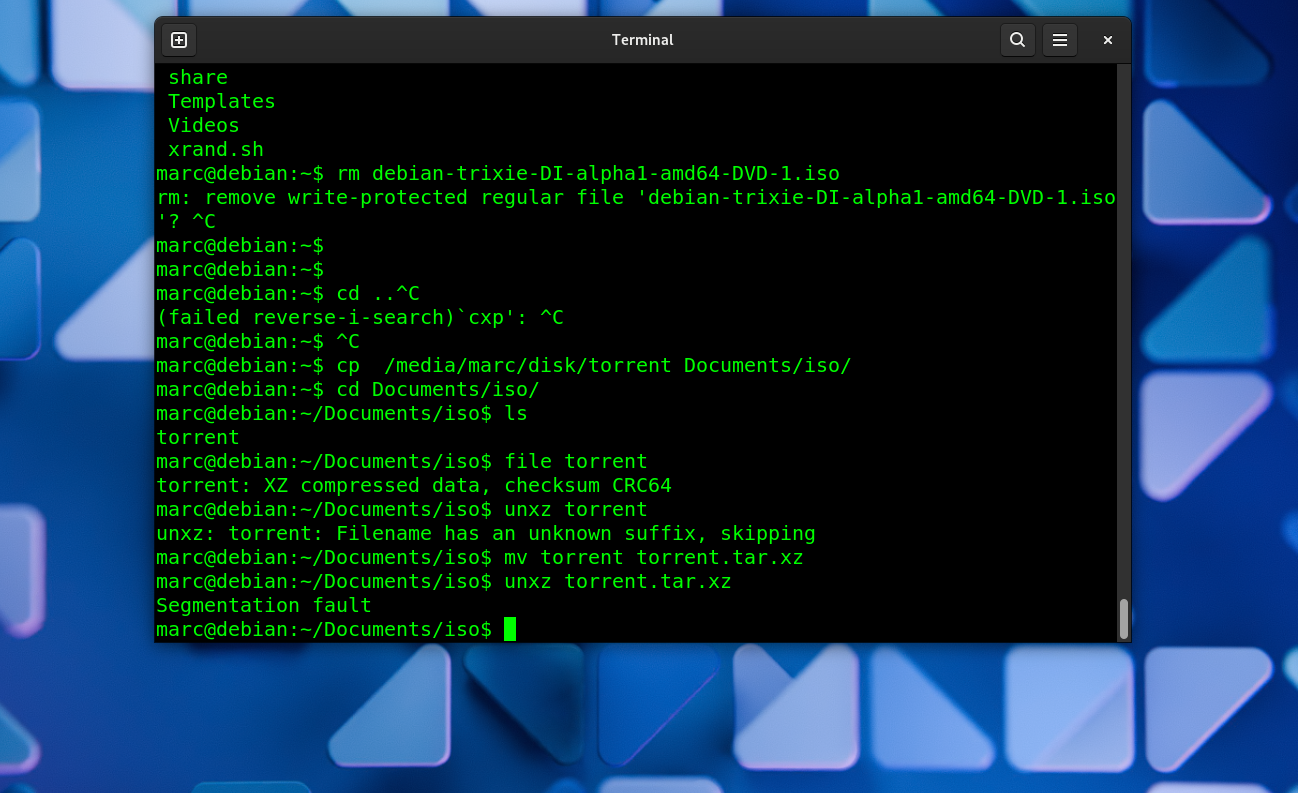 Terminal
share
Templates
Videos
xrand.sh
marc@debian:~$ rm debian-trixie-DI-alpha1-amd64-DVD-1.iso
rm: remove write-protected regular file 'debian-trixie-DI-alpha1-amd64-DVD-1.iso
'? ^C
marc@debian:~$
marc@debian:~$
marc@debian:~$ cd ..^C
(failed reverse-i-search)`cxp': ^C
marc@debian:~$ ^C
marc@debian:~$ cp  /media/marc/disk/torrent Documents/iso/
marc@debian:~$ cd Documents/iso/
marc@debian:~/Documents/iso$ ls
torrent
marc@debian:~/Documents/iso$ file torrent
torrent: XZ compressed data, checksum CRC64
marc@debian:~/Documents/iso$ unxz torrent
unxz: torrent: Filename has an unknown suffix, skipping
marc@debian:~/Documents/iso$ mv torrent torrent.tar.xz
marc@debian:~/Documents/iso$ unxz torrent.tar.xz
Segmentation fault
marc@debian:~/Documents/iso$